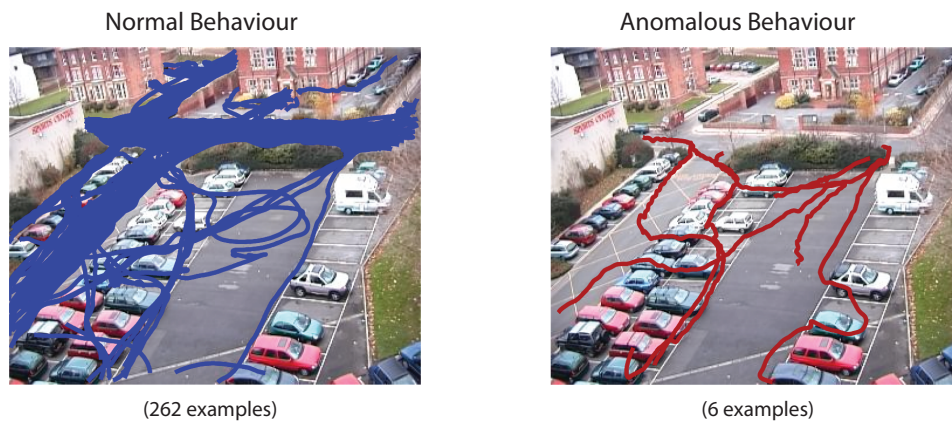 Normal Behaviour
Anomalous Behaviour
SPORTS CENTRE
(262 examples)
(6 examples)